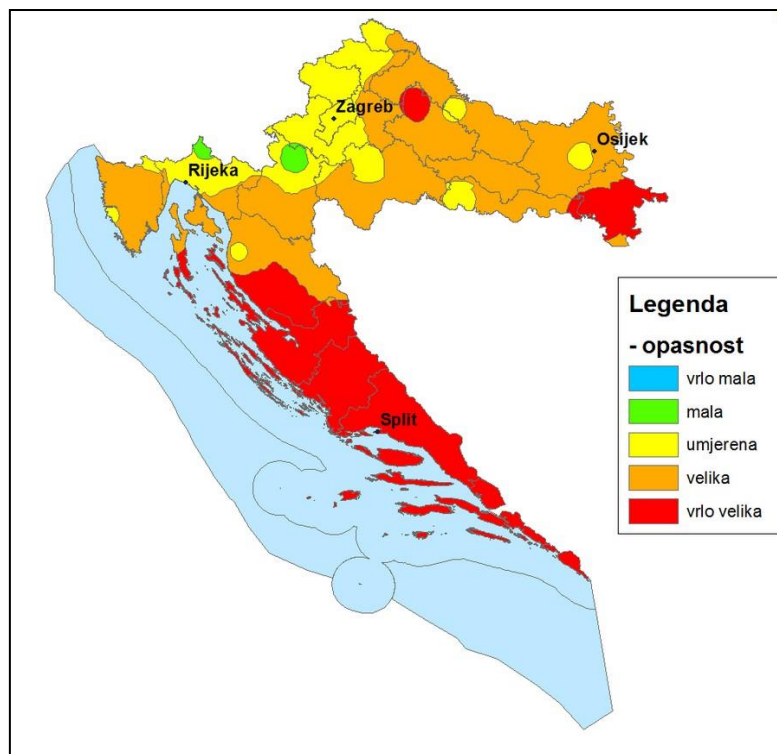 Zagreb
Osijek
Rijeka
Split
Legenda
- opasnost
vrlo mala
mala
umjerena
velika
vrlo velika